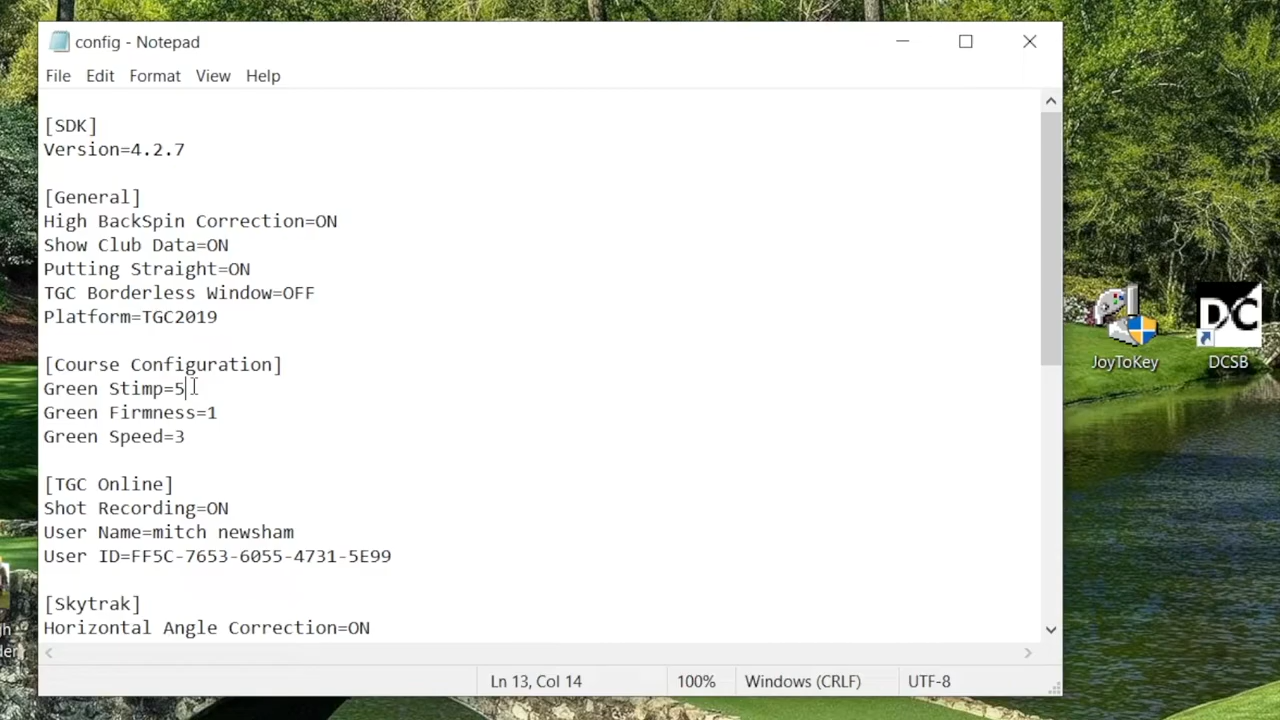 config - Notepad
File Edit Format View Help
[SDK]
Version=4.2.7
[General]
High BackSpin Correction=ON
Show Club Data=ON
Putting Straight=ON
TGC Borderless Window=OFF
Platform=TGC2019
[Course Configuration]
Green Stimp=5
Green Firmness=1
Green Speed=3
[TGC Online]
Shot Recording=ON
User Name=mitch newsham
User ID=FF5C-7653-6055-4731-5E99
[Skytrak]
Horizontal Angle Correction=ON
Ln 13, Col 14 100% Windows (CRLF) UTF-8
JoyToKey
DC
DCSB